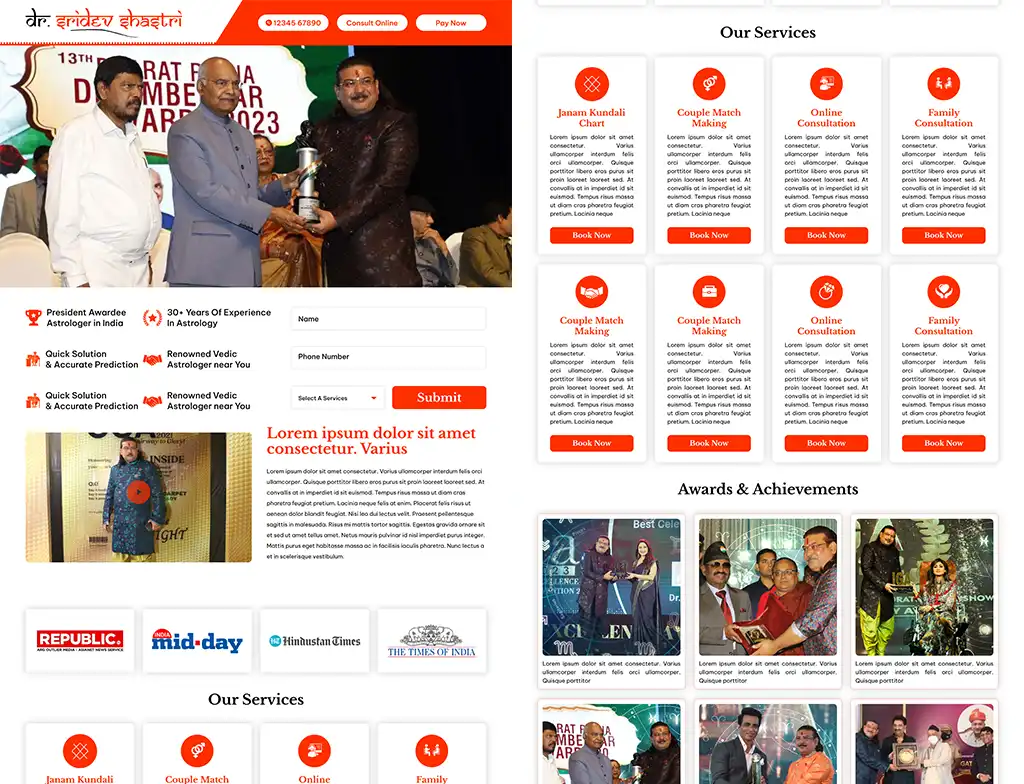 dr. sridev shastri
12345 67890
Consult Online
Pay Now
13TH
President Awardee
Astrologer in India
30+ Years Of Experience
In Astrology
Quick Solution
& Accurate Prediction
Renowned Vedic
Astrologer near You
Quick Solution
& Accurate Prediction
Renowned Vedic
Astrologer near You
Name
Phone Number
Select A Services
Submit
2021
INSIDE
Lorem ipsum dolor sit amet
consectetur. Varius
Lorem ipsum dolor sit amet consectetur. Varius ullamcorper interdum felis orci
ullamcorper. Quisque porttitor libero eros purus sit proin laoreet laoreet sed. At
convallis at in imperdiet id sit euismod. Tempus risus massa ut diam cras
pharetra feugiat pretium. Lacinia neque felis at enim. Placerat felis risus ut
aenean dolor blandit feugiat. Nisi leo dui lectus velit. Praesent pellentesque
sagittis in malesuada. Risus mi mattis tortor sagittis. Egestas gravida ornare sit
et sed ut amet tellus amet. Netus mauris pulvinar id nisl imperdiet purus integer.
Mattis purus eget habitasse massa ac in facilisis iaculis pharetra. Nunc lectus a
et in scelerisque vestibulum.
REPUBLIC.
ARG OUTLIER MEDIA - ASIANET NEWS SERVICE
INDIA
mid-day
HT Hindustan Times
THE TIMES OF INDIA
Our Services
Janam Kundali
Couple Match
Online
Family
Our Services
Janam Kundali
Chart
Lorem ipsum dolor sit amet
consectetur. Varius
ullamcorper interdum felis
orci ullamcorper. Quisque
porttitor libero eros purus sit
proin laoreet laoreet sed. At
convallis at in imperdiet id sit
euismod. Tempus risus massa
ut diam cras pharetra feugiat
pretium. Lacinia neque
Book Now
Couple Match
Making
Lorem ipsum dolor sit amet
consectetur. Varius
ullamcorper interdum felis
orci ullamcorper. Quisque
porttitor libero eros purus sit
proin laoreet laoreet sed. At
convallis at in imperdiet id sit
euismod. Tempus risus massa
ut diam cras pharetra feugiat
pretium. Lacinia neque
Book Now
Online
Consultation
Lorem ipsum dolor sit amet
consectetur. Varius
ullamcorper interdum felis
orci ullamcorper. Quisque
porttitor libero eros purus sit
proin laoreet laoreet sed. At
convallis at in imperdiet id sit
euismod. Tempus risus massa
ut diam cras pharetra feugiat
pretium. Lacinia neque
Book Now
Family
Consultation
Lorem ipsum dolor sit amet
consectetur. Varius
ullamcorper interdum felis
orci ullamcorper. Quisque
porttitor libero eros purus sit
proin laoreet laoreet sed. At
convallis at in imperdiet id sit
euismod. Tempus risus massa
ut diam cras pharetra feugiat
pretium. Lacinia neque
Book Now
Couple Match
Making
Lorem ipsum dolor sit amet
consectetur. Varius
ullamcorper interdum felis
orci ullamcorper. Quisque
porttitor libero eros purus sit
proin laoreet laoreet sed. At
convallis at in imperdiet id sit
euismod. Tempus risus massa
ut diam cras pharetra feugiat
pretium. Lacinia neque
Book Now
Couple Match
Making
Lorem ipsum dolor sit amet
consectetur. Varius
ullamcorper interdum felis
orci ullamcorper. Quisque
porttitor libero eros purus sit
proin laoreet laoreet sed. At
convallis at in imperdiet id sit
euismod. Tempus risus massa
ut diam cras pharetra feugiat
pretium. Lacinia neque
Book Now
Online
Consultation
Lorem ipsum dolor sit amet
consectetur. Varius
ullamcorper interdum felis
orci ullamcorper. Quisque
porttitor libero eros purus sit
proin laoreet laoreet sed. At
convallis at in imperdiet id sit
euismod. Tempus risus massa
ut diam cras pharetra feugiat
pretium. Lacinia neque
Book Now
Family
Consultation
Lorem ipsum dolor sit amet
consectetur. Varius
ullamcorper interdum felis
orci ullamcorper. Quisque
porttitor libero eros purus sit
proin laoreet laoreet sed. At
convallis at in imperdiet id sit
euismod. Tempus risus massa
ut diam cras pharetra feugiat
pretium. Lacinia neque
Book Now
Awards & Achievements
Best Cele
Lorem ipsum dolor sit amet consectetur. Varius
ullamcorper interdum felis orci ullamcorper.
Quisque porttitor
Lorem ipsum dolor sit amet consectetur. Varius
ullamcorper interdum felis orci ullamcorper.
Quisque porttitor
Lorem ipsum dolor sit amet consectetur. Varius
ullamcorper interdum felis orci ullamcorper.
Quisque porttitor